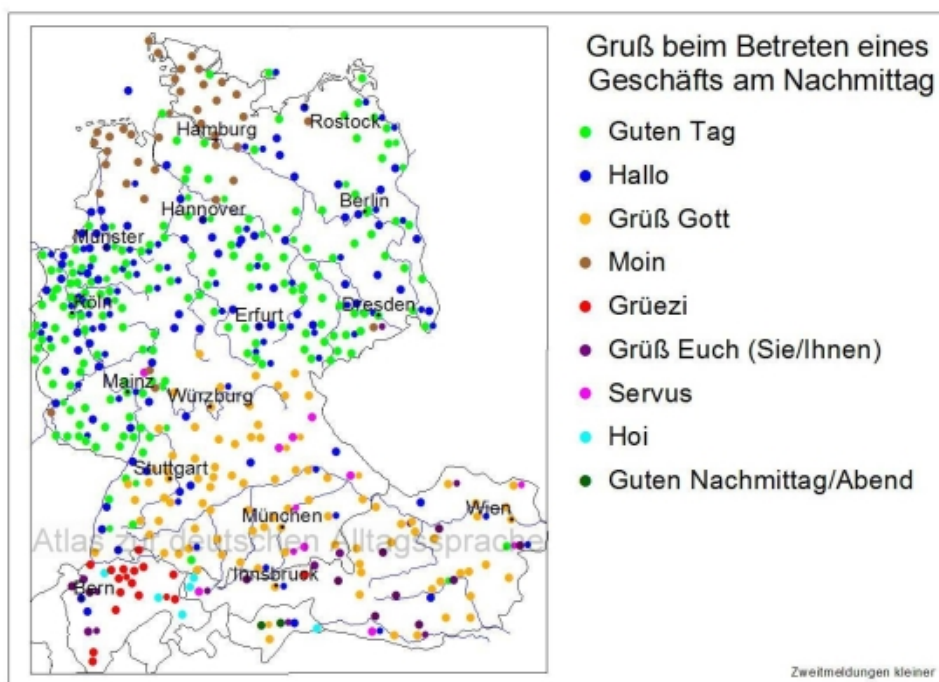 Gruß beim Betreten eines
Geschäfts am Nachmittag
Guten Tag
Hallo
Grüß Gott
Moin
Grüezi
Grüß Euch (Sie/Ihnen)
Servus
Hoi
Guten Nachmittag/Abend
Hamburg
Rostock
Hannover
Berlin
Münster
Köln
Erfurt
Dresden
Mainz
Würzburg
Stuttgart
München
Wien
Atlas zur deutschen Alltagssprache
Innsbruck
Bern
Zweitmeldungen kleiner